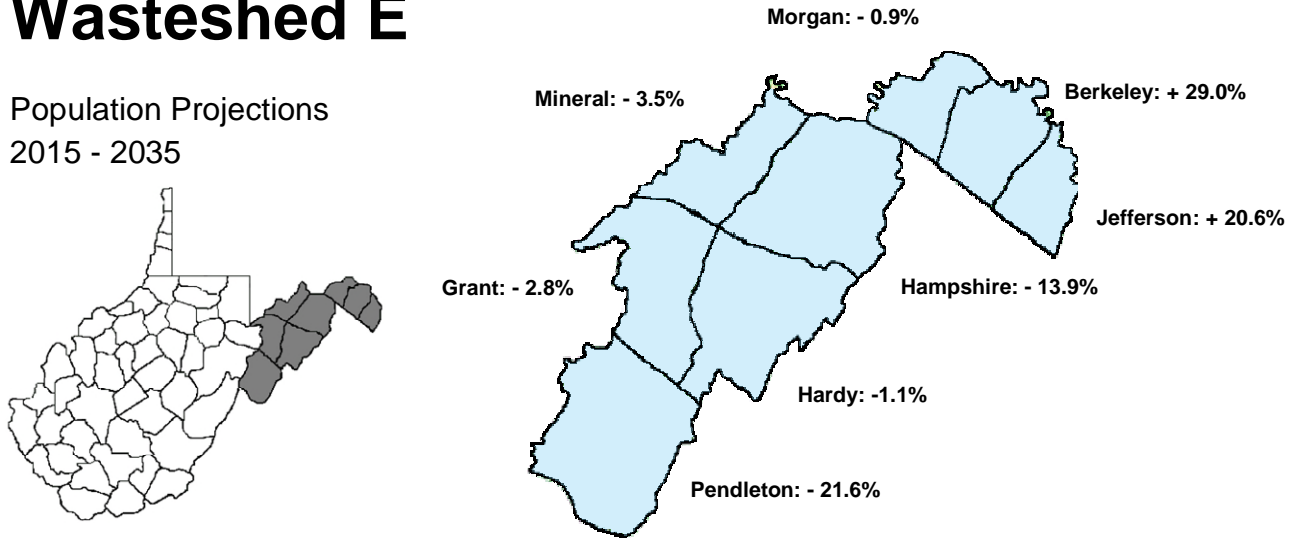 Wasteshed E
Population Projections
2015 - 2035
Morgan: - 0.9%
Mineral: - 3.5%
Berkeley: + 29.0%
Jefferson: + 20.6%
Grant: - 2.8%
Hampshire: - 13.9%
Hardy: -1.1%
Pendleton: - 21.6%